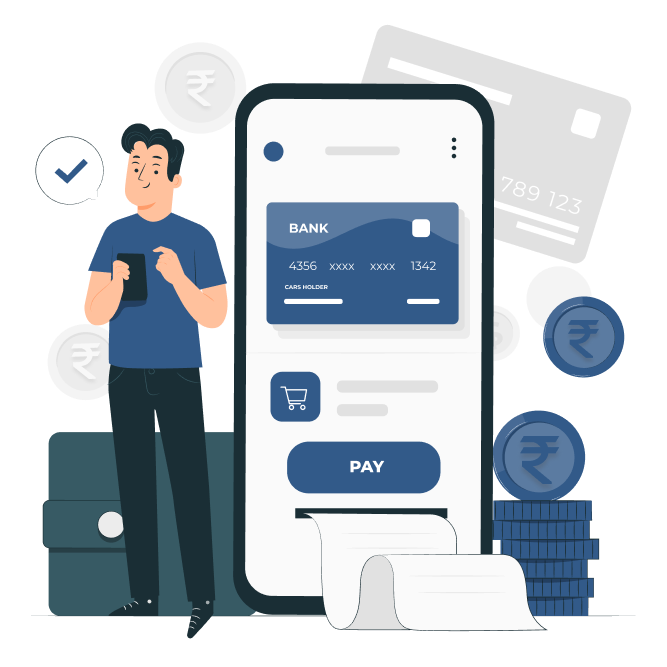 789 123
BANK
4356 xxxx xxxx 1342
CARS HOLDER
PAY
₹
₹
₹
₹